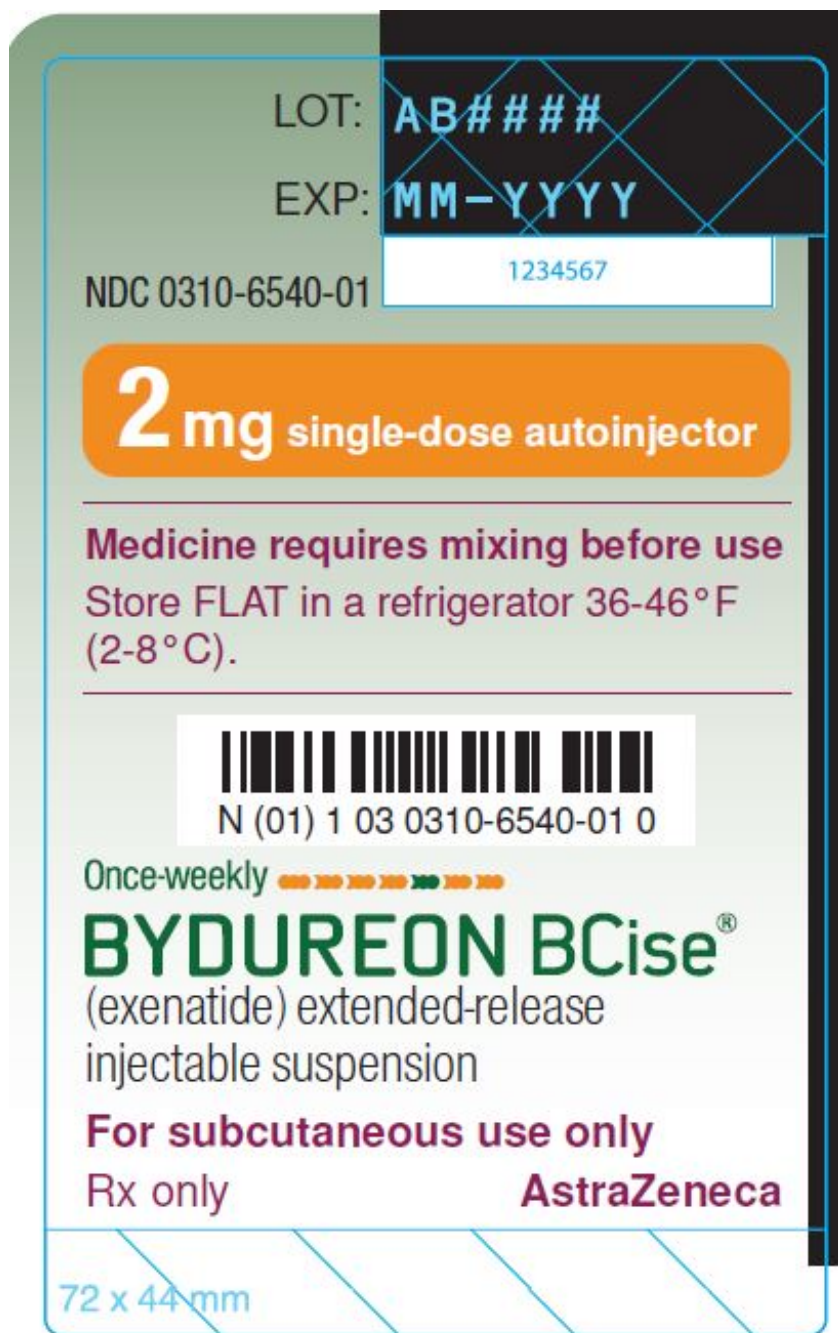 LOT: AB####
EXP: MM-YYYY
1234567
NDC 0310-6540-01
2 mg single-dose autoinjector
Medicine requires mixing before use
Store FLAT in a refrigerator 36-46°F
(2-8°C).
N (01) 1 03 0310-6540-01 0
Once-weekly
BYDUREON BCise®
(exenatide) extended-release
injectable suspension
For subcutaneous use only
Rx only AstraZeneca
72 x 44 mm